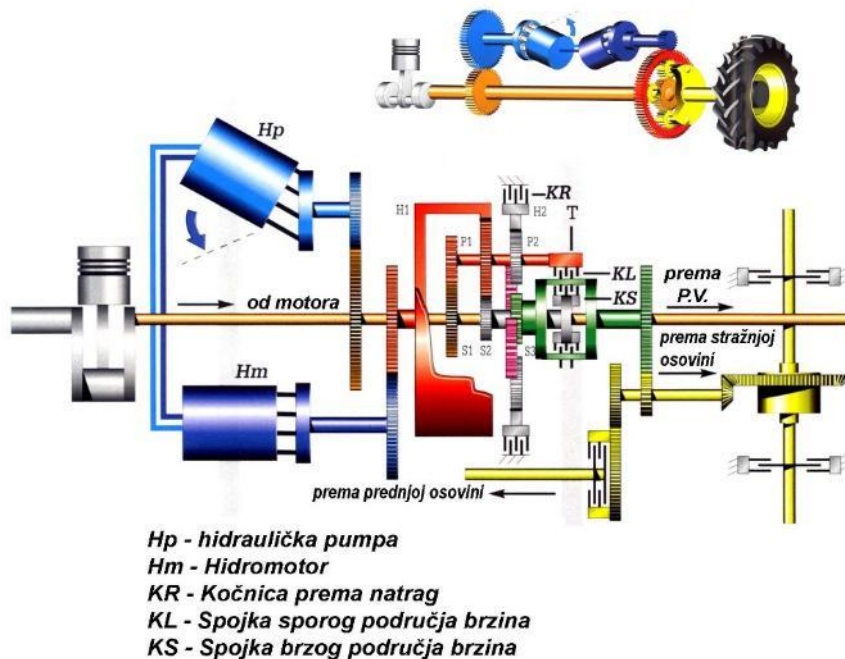 Hp
KR
H1
H2
T
P1
P2
KL
KS
prema
P.V.
od motora
prema stražnjoj
osovini
S1
S2
S3
Hm
prema prednjoj osovini
Hp - hidraulička pumpa
Hm - Hidromotor
KR - Kočnica prema natrag
KL - Spojka sporog područja brzina
KS - Spojka brzog područja brzina